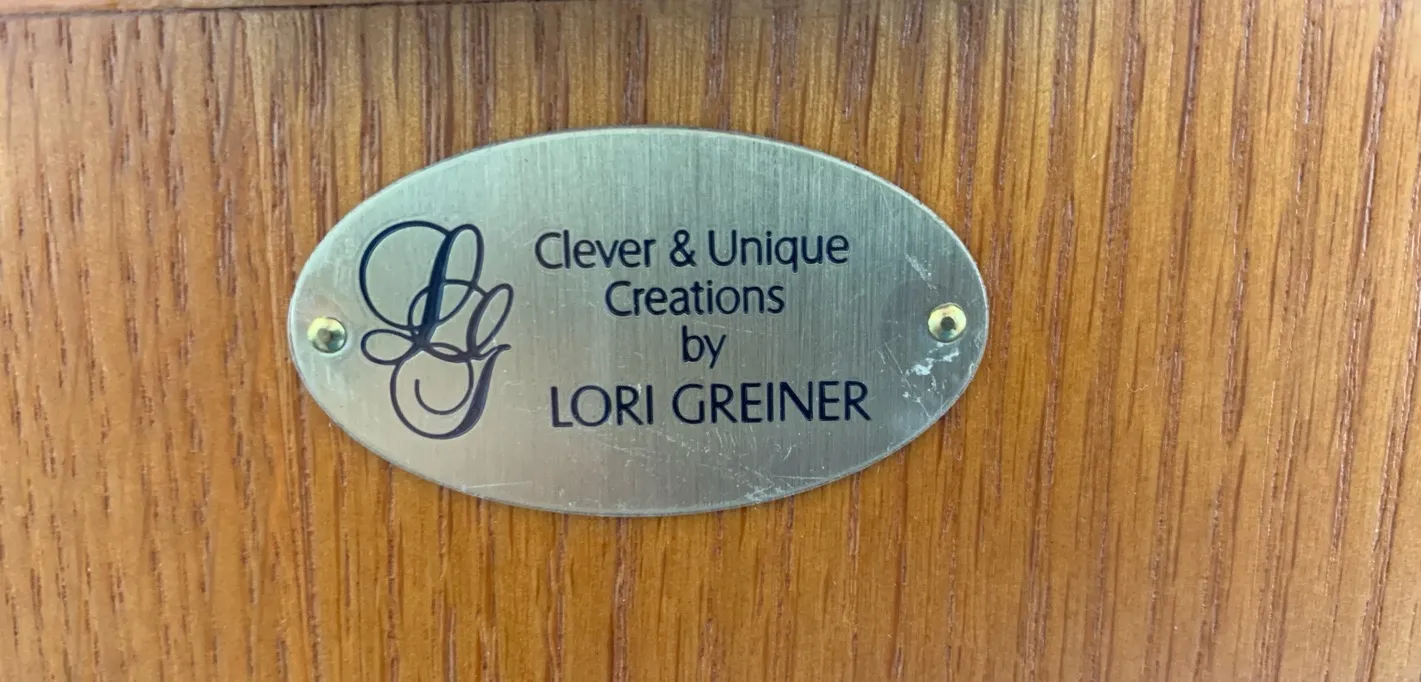 LG
Clever & Unique
Creations
by
LORI GREINER